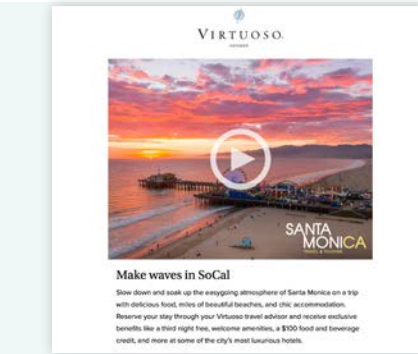 VIRTUOSO.
MEMBER
SANTA
MONICA
TRAVEL & TOURISM
Make waves in SoCal
Slow down and soak up the easygoing atmosphere of Santa Monica on a trip
with delicious food, miles of beautiful beaches, and chic accommodation.
Reserve your stay through your Virtuoso travel advisor and receive exclusive
benefits like a third night free, welcome amenities, a $100 food and beverage
credit, and more at some of the city's most luxurious hotels.